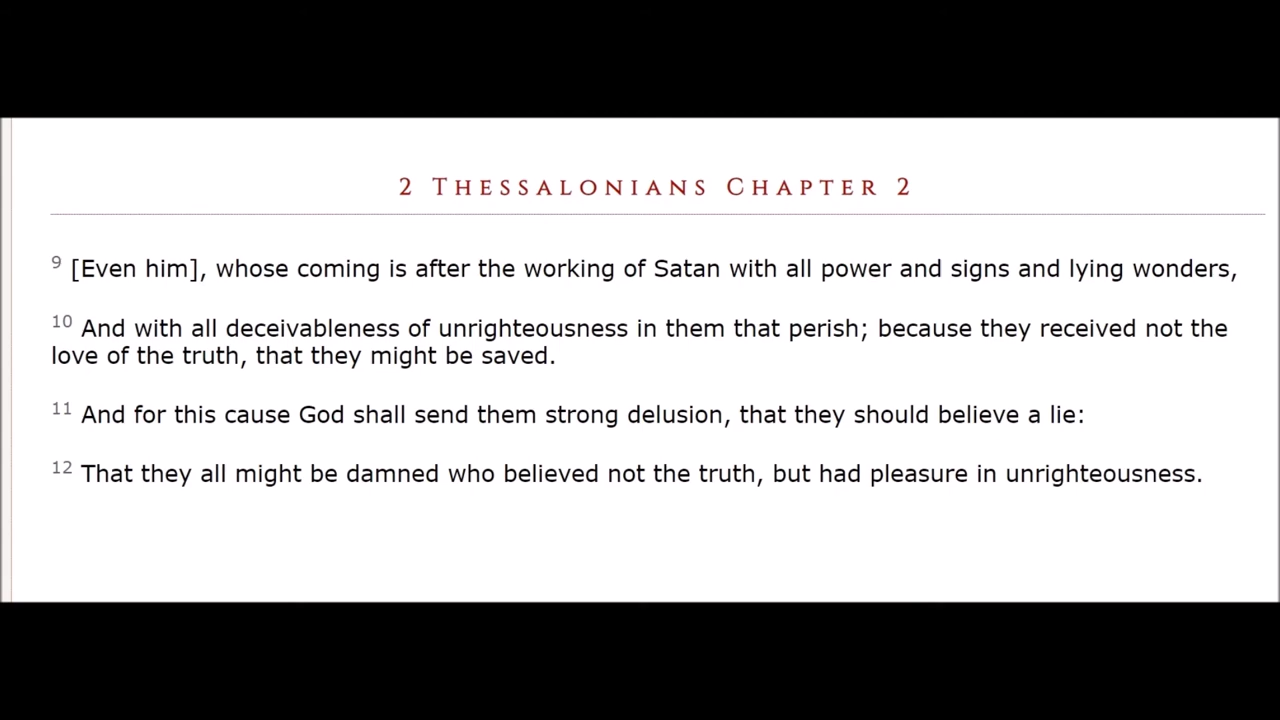 2 Thessalonians Chapter 2
9 [Even him], whose coming is after the working of Satan with all power and signs and lying wonders,
10 And with all deceivableness of unrighteousness in them that perish; because they received not the
love of the truth, that they might be saved.
11 And for this cause God shall send them strong delusion, that they should believe a lie:
12 That they all might be damned who believed not the truth, but had pleasure in unrighteousness.